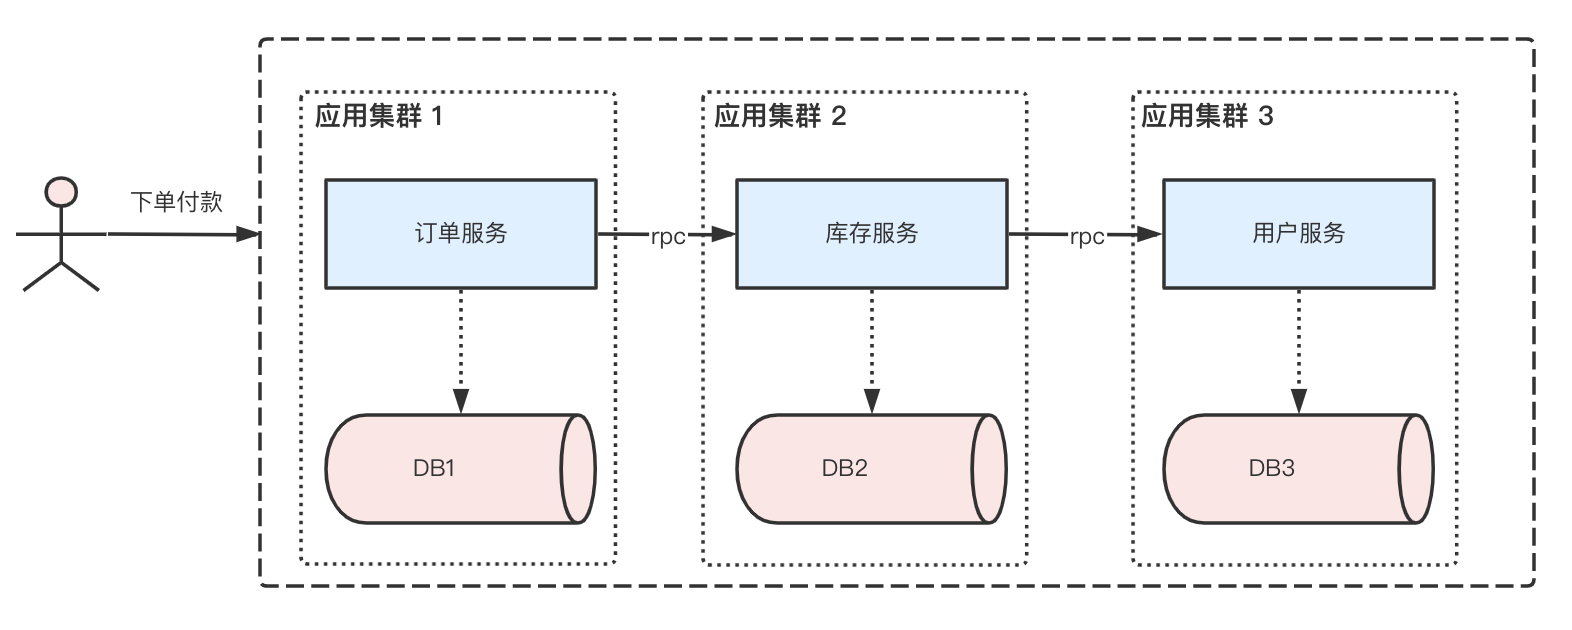 应用集群 1
应用集群 2
应用集群 3
下单付款
订单服务
rpc
库存服务
rpc
用户服务
DB1
DB2
DB3